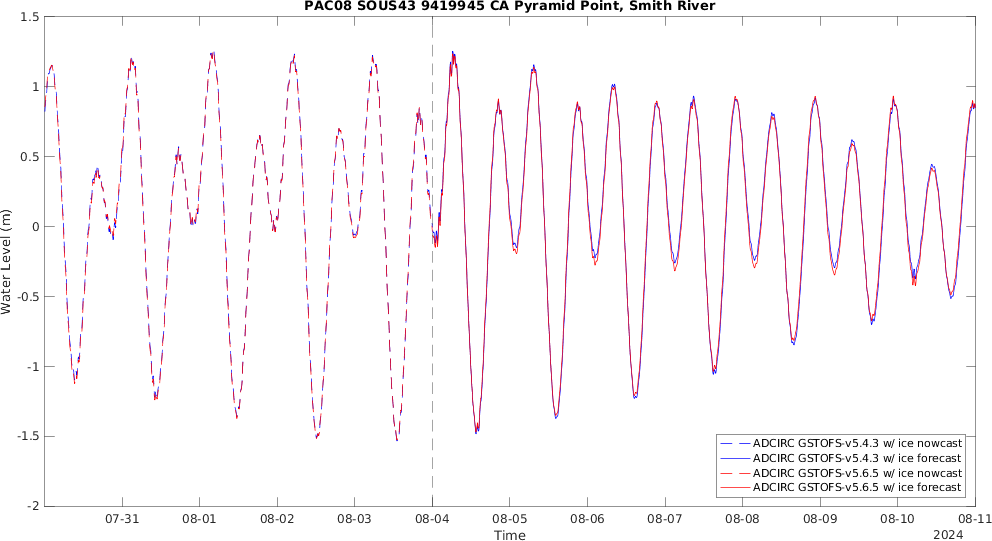 PAC08 SOUS43 9419945 CA Pyramid Point, Smith River
1.5
1
0.5
0
-0.5
-1
-1.5
-2
Water Level (m)
ADCIRC GSTOFS-v5.4.3 w/ ice nowcast
ADCIRC GSTOFS-v5.4.3 w/ ice forecast
ADCIRC GSTOFS-v5.6.5 w/ ice nowcast
ADCIRC GSTOFS-v5.6.5 w/ ice forecast
07-31 08-01 08-02 08-03 08-04 08-05 08-06 08-07 08-08 08-09 08-10 08-11
Time
2024